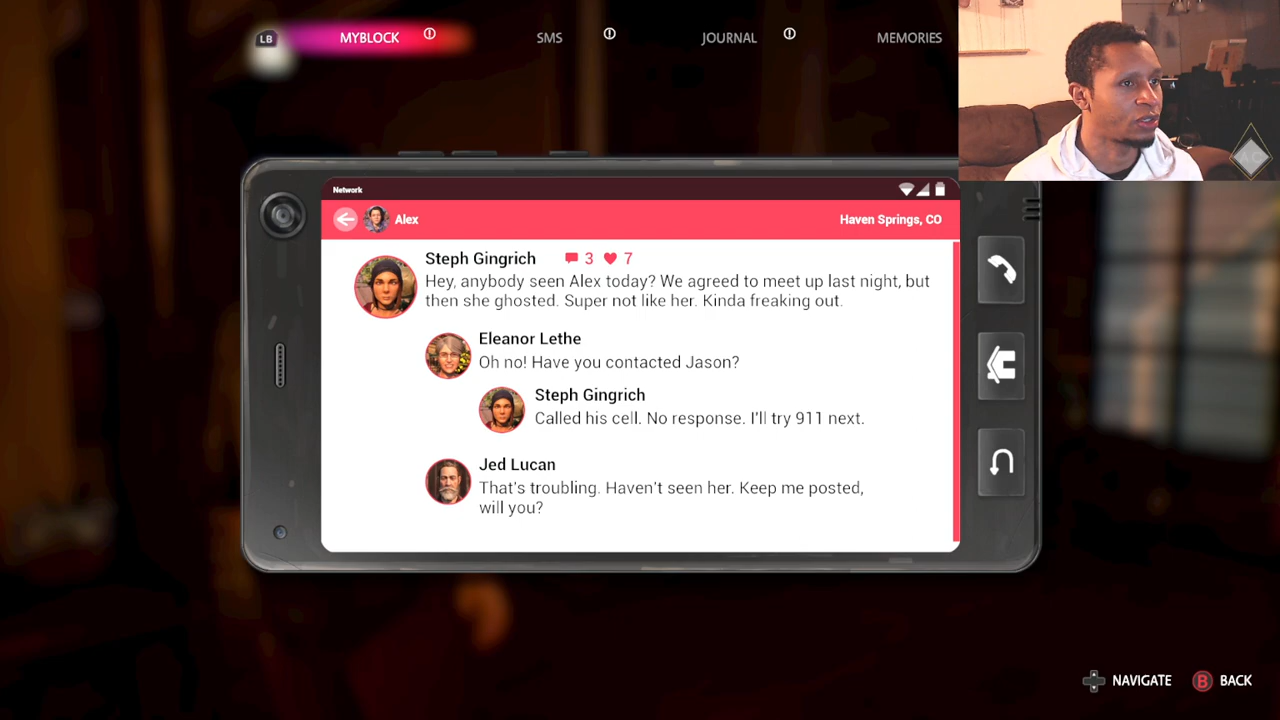 LB MYBLOCK SMS JOURNAL MEMORIES
Network
Alex Haven Springs, CO
Steph Gingrich 3 7
Hey, anybody seen Alex today? We agreed to meet up last night, but
then she ghosted. Super not like her. Kinda freaking out.
Eleanor Lethe
Oh no! Have you contacted Jason?
Steph Gingrich
Called his cell. No response. I'll try 911 next.
Jed Lucan
That's troubling. Haven't seen her. Keep me posted,
will you?
NAVIGATE B BACK